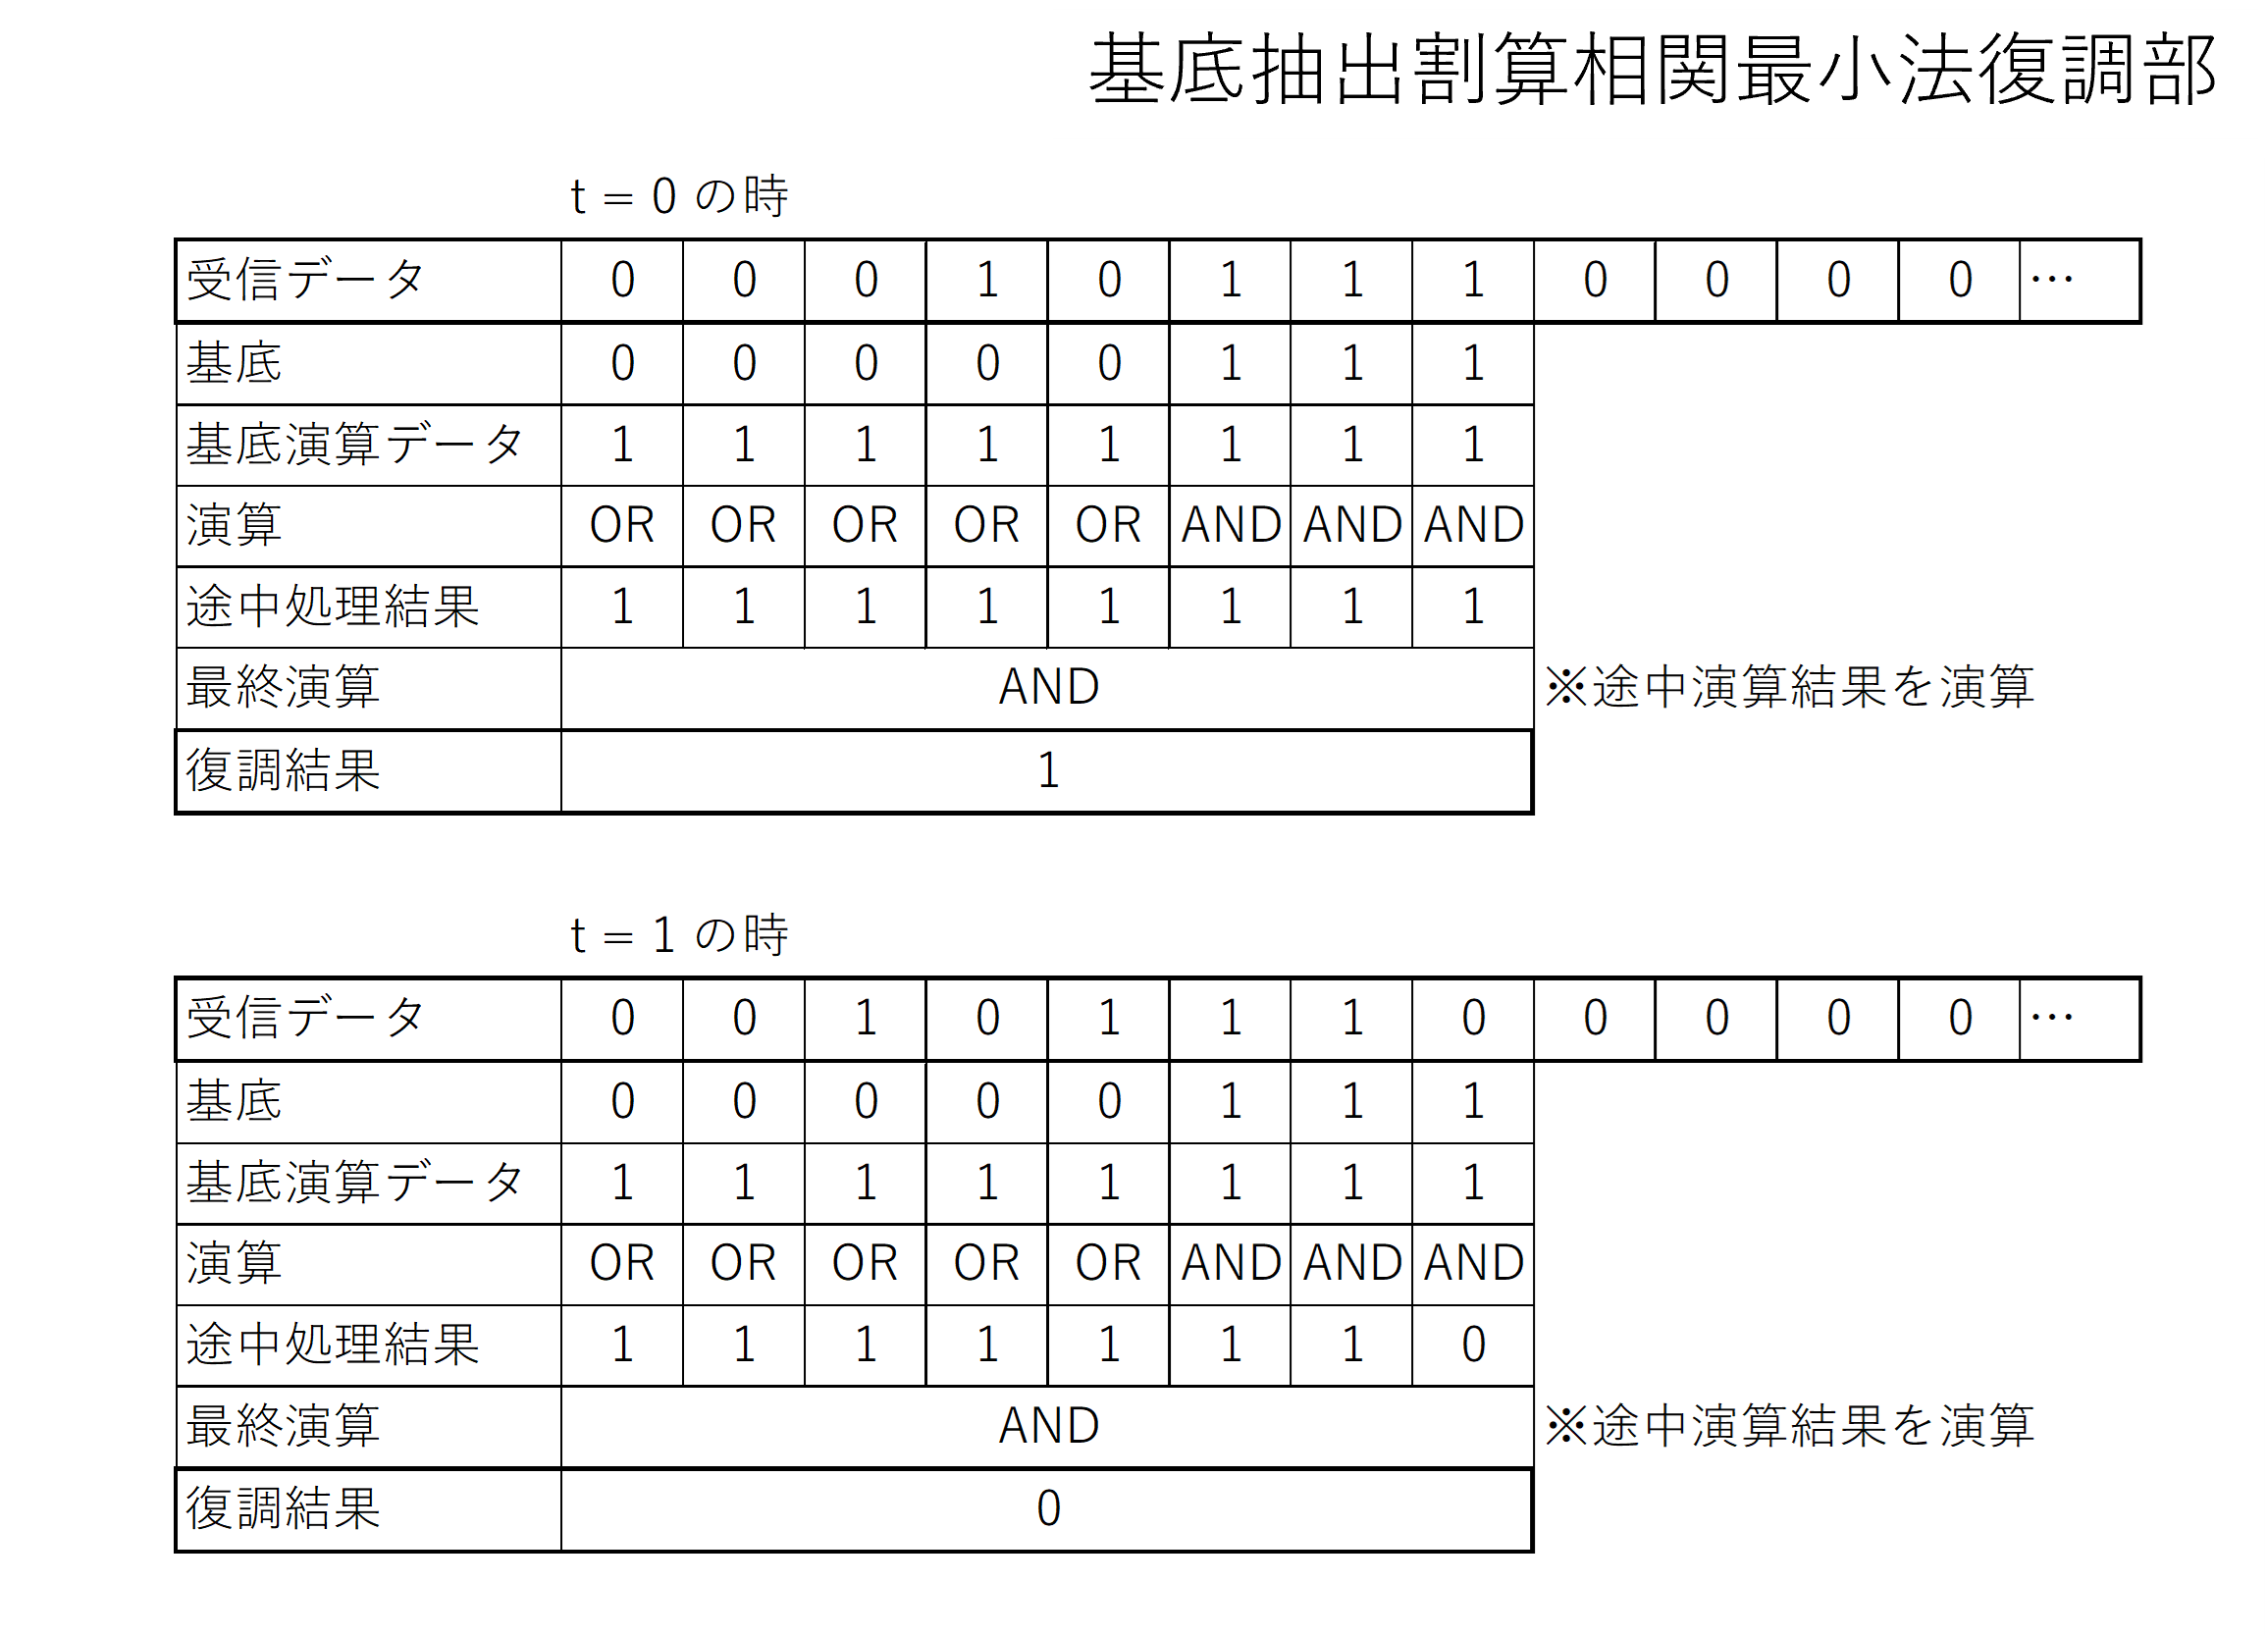 基底抽出割算相関最小法復調部
t = 0 の時
受信データ 0 0 0 1 0 1 1 1 0 0 0 0 …
基底 0 0 0 0 0 1 1 1
基底演算データ 1 1 1 1 1 1 1 1
演算 OR OR OR OR OR AND AND AND
途中処理結果 1 1 1 1 1 1 1 1
最終演算 AND ※途中演算結果を演算
復調結果 1
t = 1 の時
受信データ 0 0 1 0 1 1 1 0 0 0 0 0 …
基底 0 0 0 0 0 1 1 1
基底演算データ 1 1 1 1 1 1 1 1
演算 OR OR OR OR OR AND AND AND
途中処理結果 1 1 1 1 1 1 1 0
最終演算 AND ※途中演算結果を演算
復調結果 0